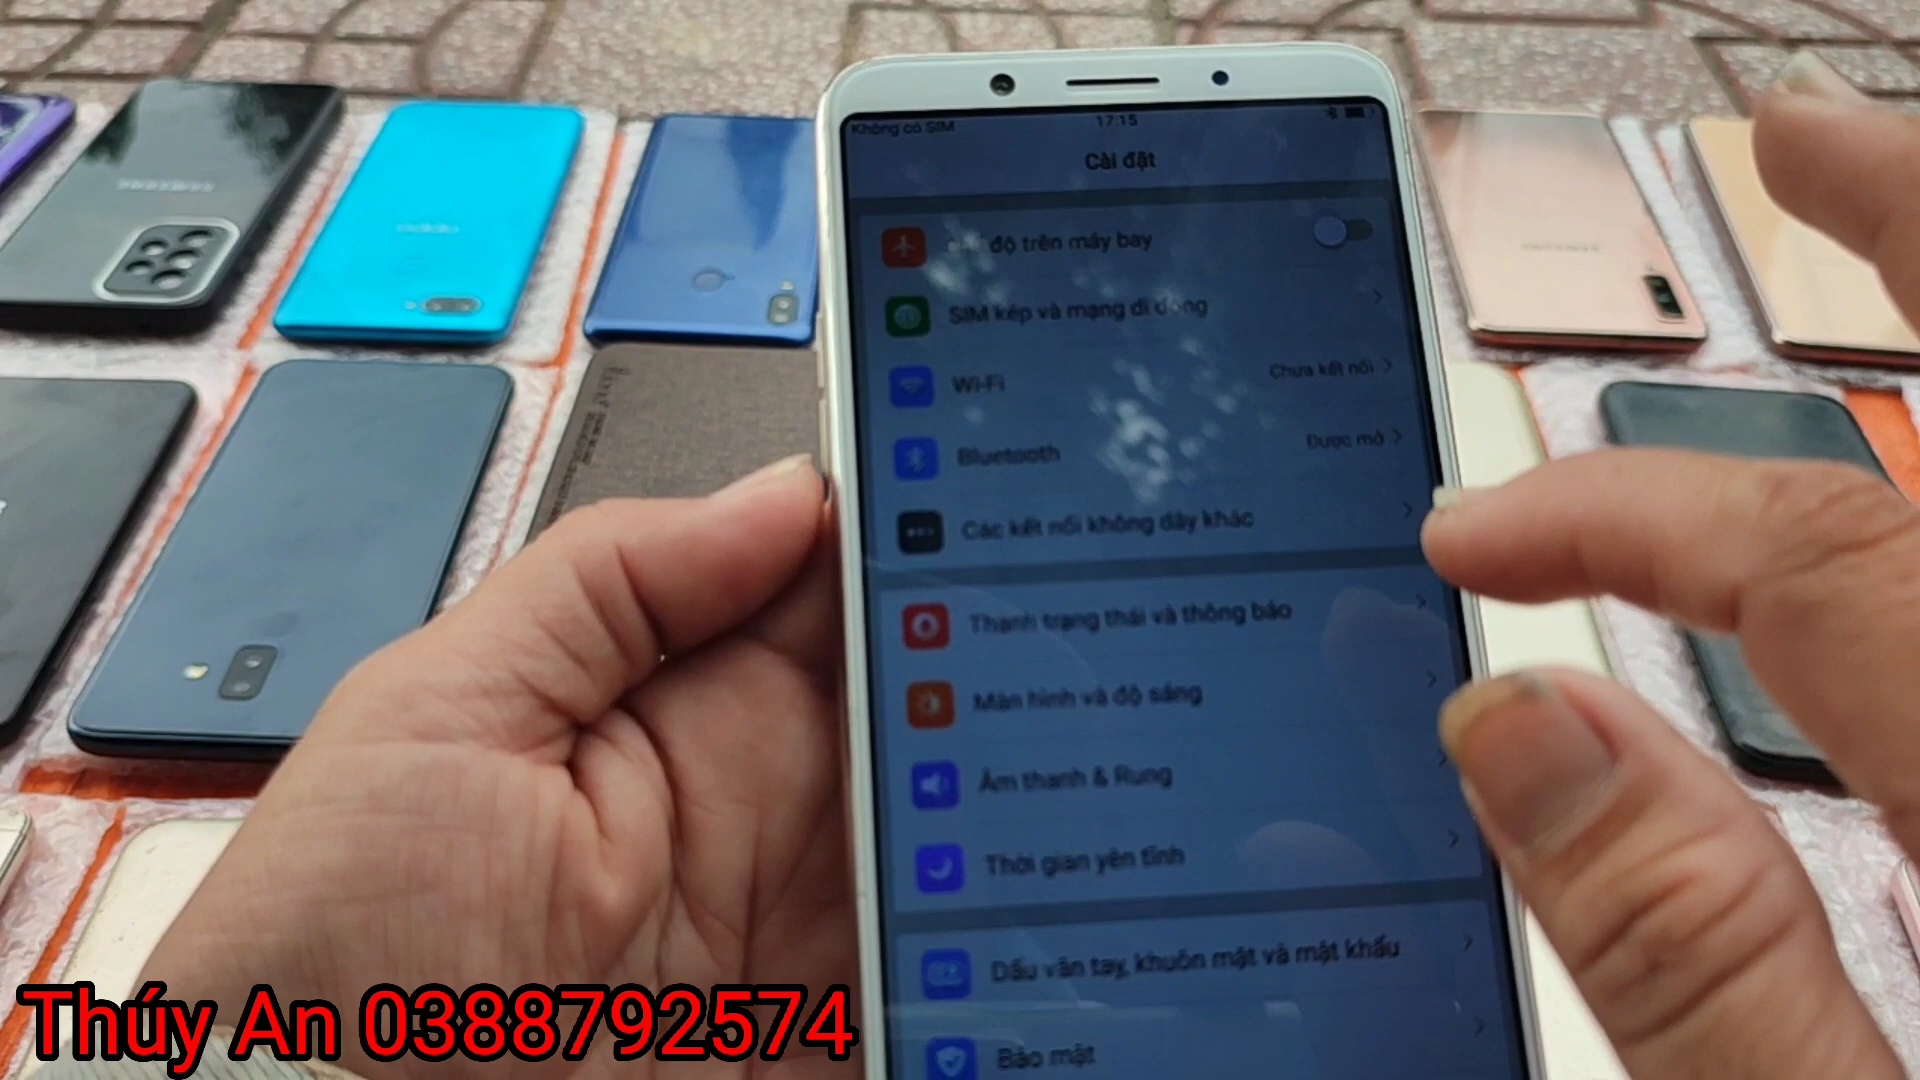 Không có SIM 17:15
Cài đặt
độ trên máy bay
SIM kép và mạng di động
Wi-Fi Chưa kết nối
Bluetooth Được mở
Các kết nối không dây khác
Thanh trạng thái và thông báo
Màn hình và độ sáng
Âm thanh & Rung
Thời gian yên tĩnh
Dấu vân tay, khuôn mặt và mật khẩu
Bảo mật
SAMSUNG
oppo
SAMSUNG
Thúy An 0388792574